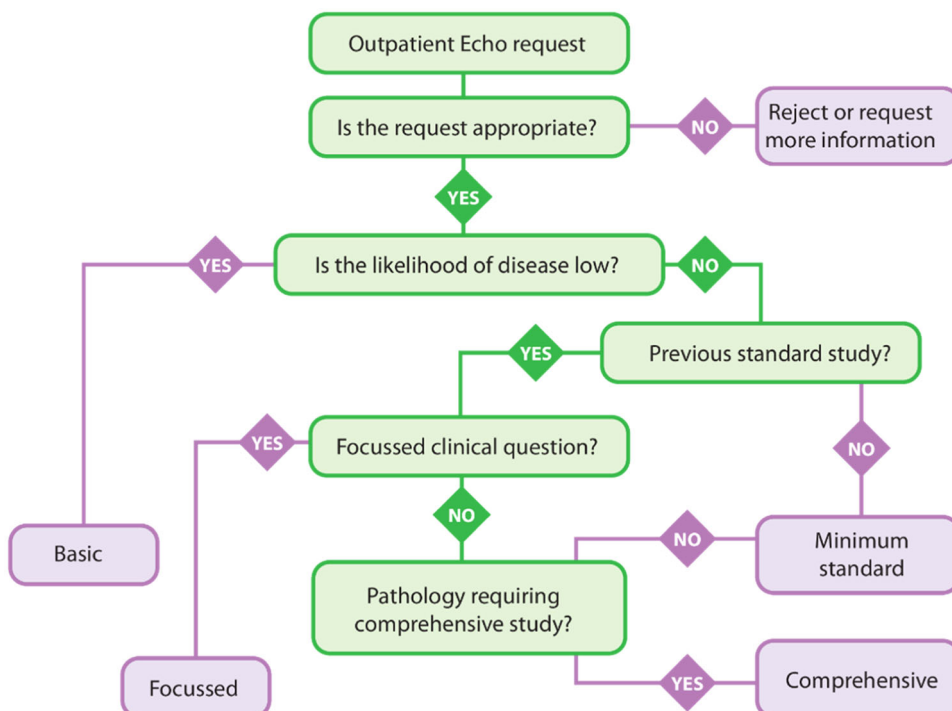 Outpatient Echo request
Is the request appropriate?
NO
Reject or request
more information
YES
YES
Is the likelihood of disease low?
NO
YES
Previous standard study?
YES
Focussed clinical question?
NO
NO
Basic
NO
Minimum
standard
Pathology requiring
comprehensive study?
Focussed
YES
Comprehensive